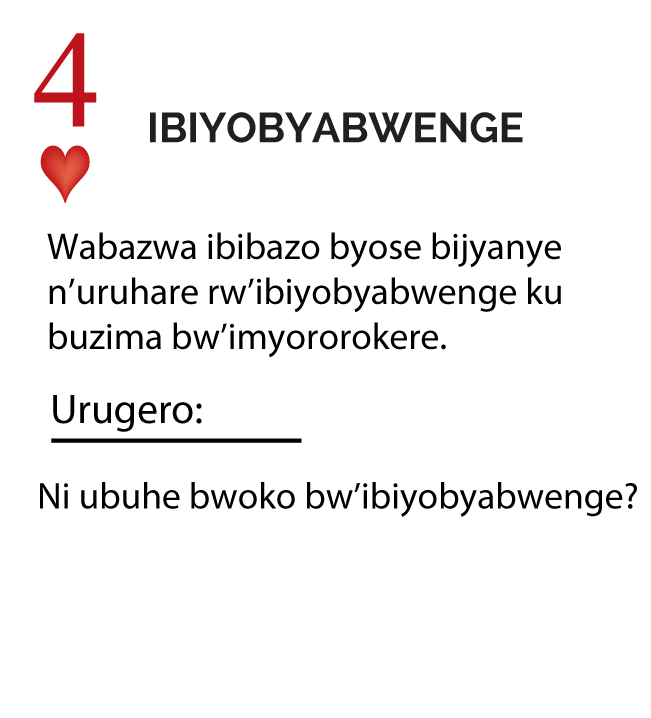 4
IBIYOBYABWENGE
Wabazwa ibibazo byose bijyanye
n’uruhare rw’ibiyobyabwenge ku
buzima bw’imyororokere.
Urugero:
Ni ubuhe bwoko bw’ibiyobyabwenge?